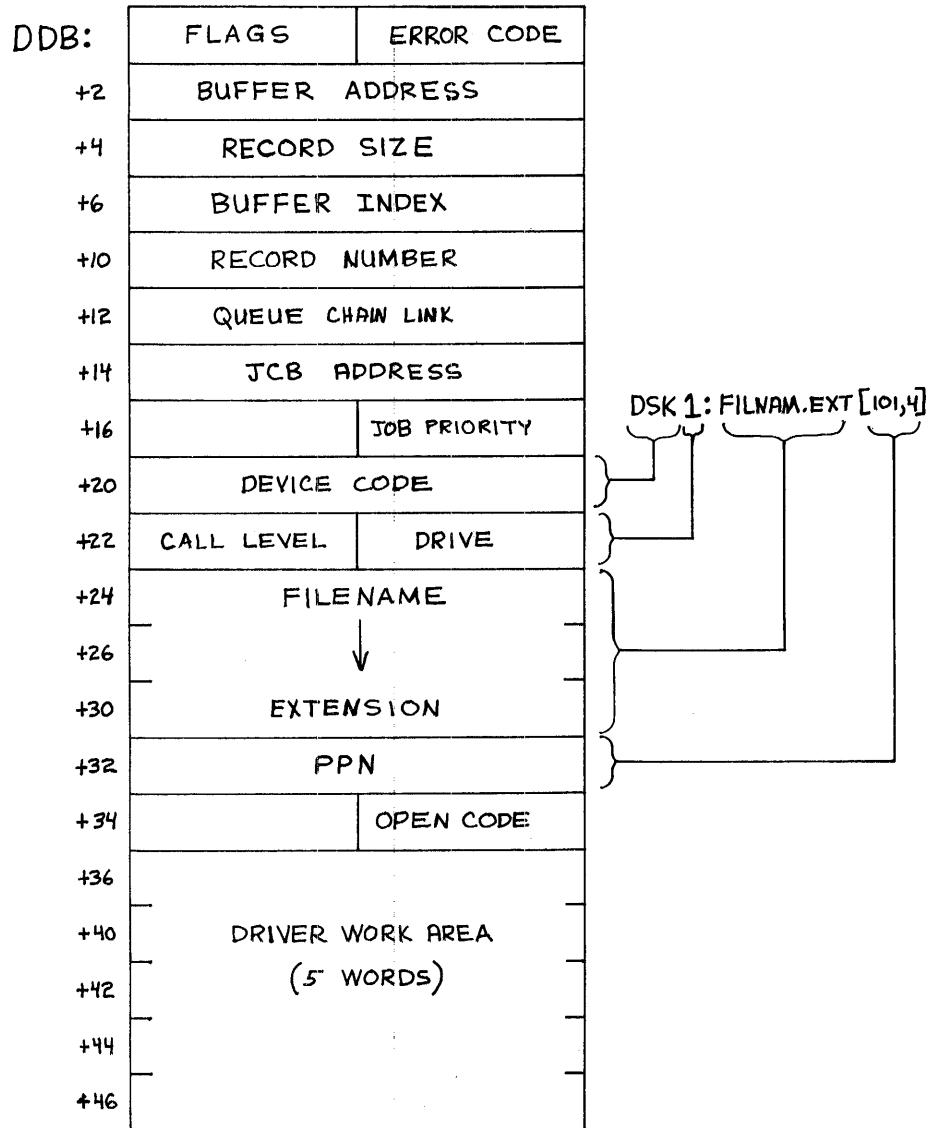 DDB: FLAGS ERROR CODE
+2 BUFFER ADDRESS
+4 RECORD SIZE
+6 BUFFER INDEX
+10 RECORD NUMBER
+12 QUEUE CHAIN LINK
+14 JCB ADDRESS
DSK 1: FILNAM.EXT [101,4]
+16 JOB PRIORITY
+20 DEVICE CODE
+22 CALL LEVEL DRIVE
+24 FILENAME
+26
+30 EXTENSION
+32 PPN
+34 OPEN CODE
+36
+40 DRIVER WORK AREA
+42 (5 WORDS)
+44
+46